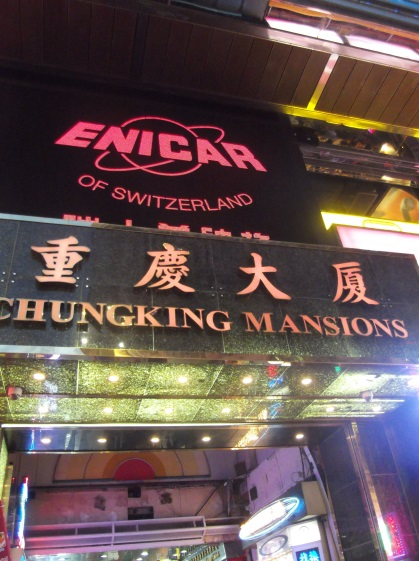 ENICAR
OF SWITZERLAND
重慶大厦
CHUNGKING MANSIONS